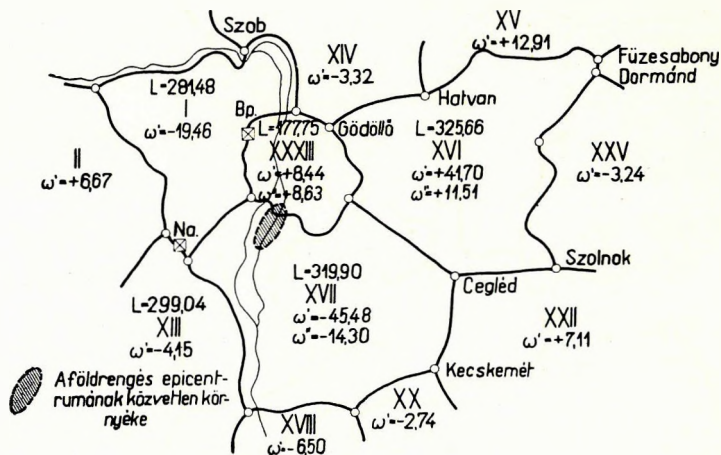 XV
ω'=+12,91
Szob
XIV
ω'=-3,32
Füzesabony
Dormánd
L=281,48
I
ω'=-19,46
Bp.
Hatvan
L=177,75
Gödöllő
L=325,66
XXXIII
ω'=+8,44
ω"=+8,63
XVI
ω'=+41,70
ω"=+11,51
II
ω'=+6,67
XXV
ω'=-3,24
Na.
Szolnok
L=319,90
XVII
ω'=-45,48
ω"=-14,30
Cegléd
L=299,04
XIII
ω'=-4,15
XXII
ω'=+7,11
Kecskemét
A földrengés epicent-
rumának közvetlen kör-
nyéke
XX
ω'=-2,74
XVIII
ω'=-6,50